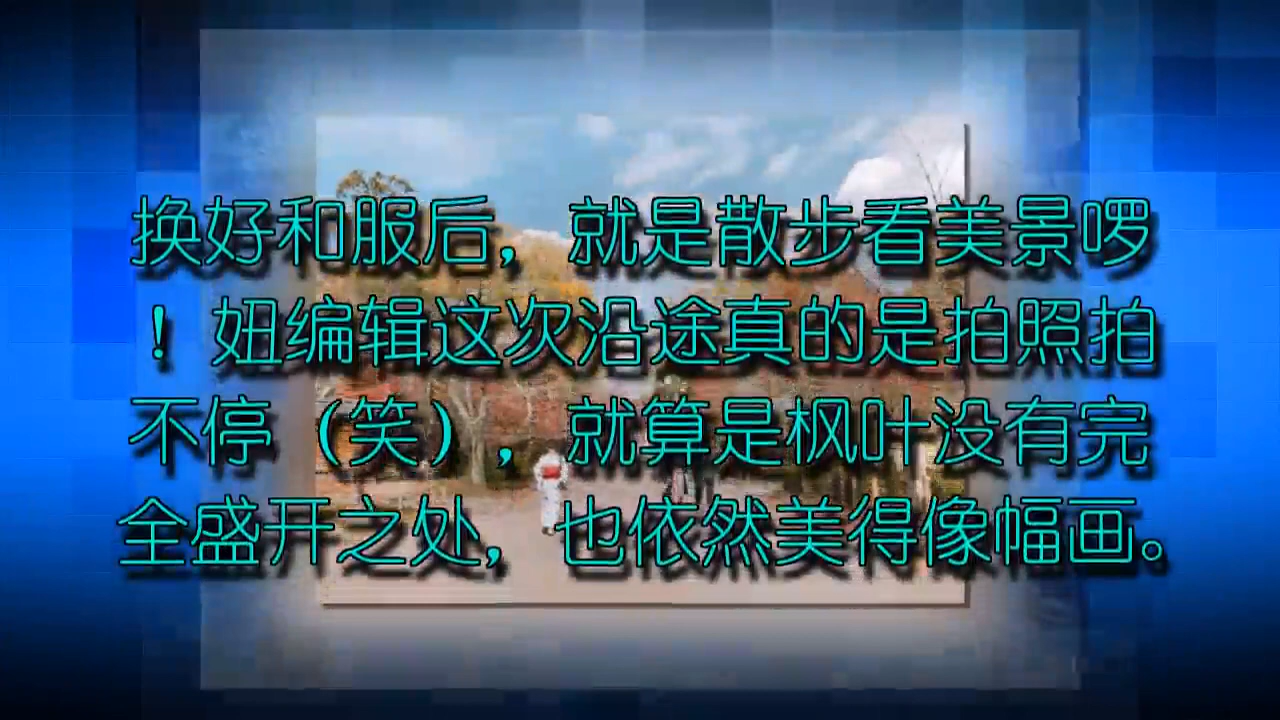 换好和服后，就是散步看美景啰
！妞编辑这次沿途真的是拍照拍
不停（笑），就算是枫叶没有完
全盛开之处，也依然美得像幅画。